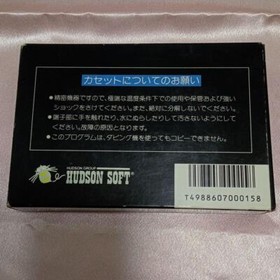 カセットについてのお願い
●精密機器ですので、極端な温度条件下での使用や保管および強い
ショックをさけてください。また、絶対に分解しないでください。
●端子部に手を触れたり、水にぬらしたりして汚さないようにして
ください。故障の原因となります。
●このプログラムは、ダビング機を使ってもコピーできません。
HUDSON GROUP
HUDSON SOFT®
T4988607000158